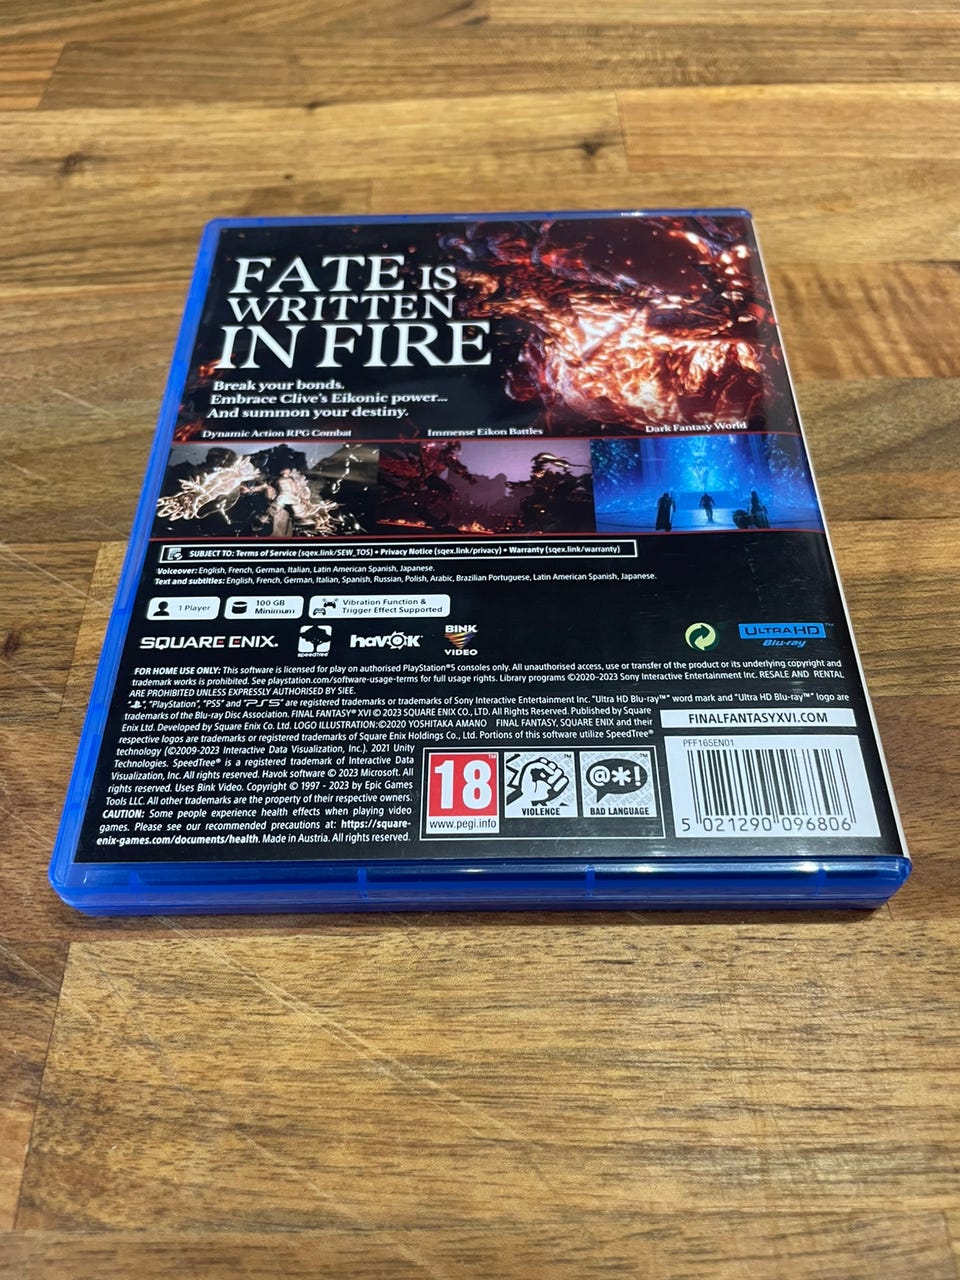 FATE IS
WRITTEN
IN FIRE
Break your bonds.
Embrace Clive's Eikonic power...
And summon your destiny.
Dynamic Action RPG Combat
Immense Eikon Battles
Dark Fantasy World
SUBJECT TO: Terms of Service (sqex.link/SEW_TOS) • Privacy Notice (sqex.link/privacy) • Warranty (sqex.link/warranty)
Voiceover: English, French, German, Italian, Latin American Spanish, Japanese.
Text and subtitles: English, French, German, Italian, Spanish, Russian, Polish, Arabic, Brazilian Portuguese, Latin American Spanish, Japanese.
1 Player
100 GB
Minimum
Vibration Function &
Trigger Effect Supported
SQUARE ENIX.
speedtree
havok
BINK
VIDEO
ULTRA HD
Blu-ray™
FOR HOME USE ONLY: This software is licensed for play on authorised PlayStation®5 consoles only. All unauthorised access, use or transfer of the product or its underlying copyright and
trademark works is prohibited. See playstation.com/software-usage-terms for full usage rights. Library programs ©2020–2023 Sony Interactive Entertainment Inc. RESALE AND RENTAL
ARE PROHIBITED UNLESS EXPRESSLY AUTHORISED BY SIEE.
"", "PlayStation", "PS5" and "PS5" are registered trademarks or trademarks of Sony Interactive Entertainment Inc. "Ultra HD Blu-ray™" word mark and "Ultra HD Blu-ray™" logo are
trademarks of the Blu-ray Disc Association. FINAL FANTASY® XVI © 2023 SQUARE ENIX CO., LTD. All Rights Reserved. Published by Square
Enix Ltd. Developed by Square Enix Co. Ltd. LOGO ILLUSTRATION:©2020 YOSHITAKA AMANO FINAL FANTASY, SQUARE ENIX and their
respective logos are trademarks or registered trademarks of Square Enix Holdings Co., Ltd. Portions of this software utilize SpeedTree®
technology (©2009-2023 Interactive Data Visualization, Inc.). 2021 Unity
Technologies. SpeedTree® is a registered trademark of Interactive Data
Visualization, Inc. All rights reserved. Havok software © 2023 Microsoft. All
rights reserved. Uses Bink Video. Copyright © 1997 - 2023 by Epic Games
Tools LLC. All other trademarks are the property of their respective owners.
CAUTION: Some people experience health effects when playing video
games. Please see our recommended precautions at: https://square-
enix-games.com/documents/health. Made in Austria. All rights reserved.
FINALFANTASYXVI.COM
PFF16SEN01
18
www.pegi.info
VIOLENCE
@*!
BAD LANGUAGE
5 021290 096806